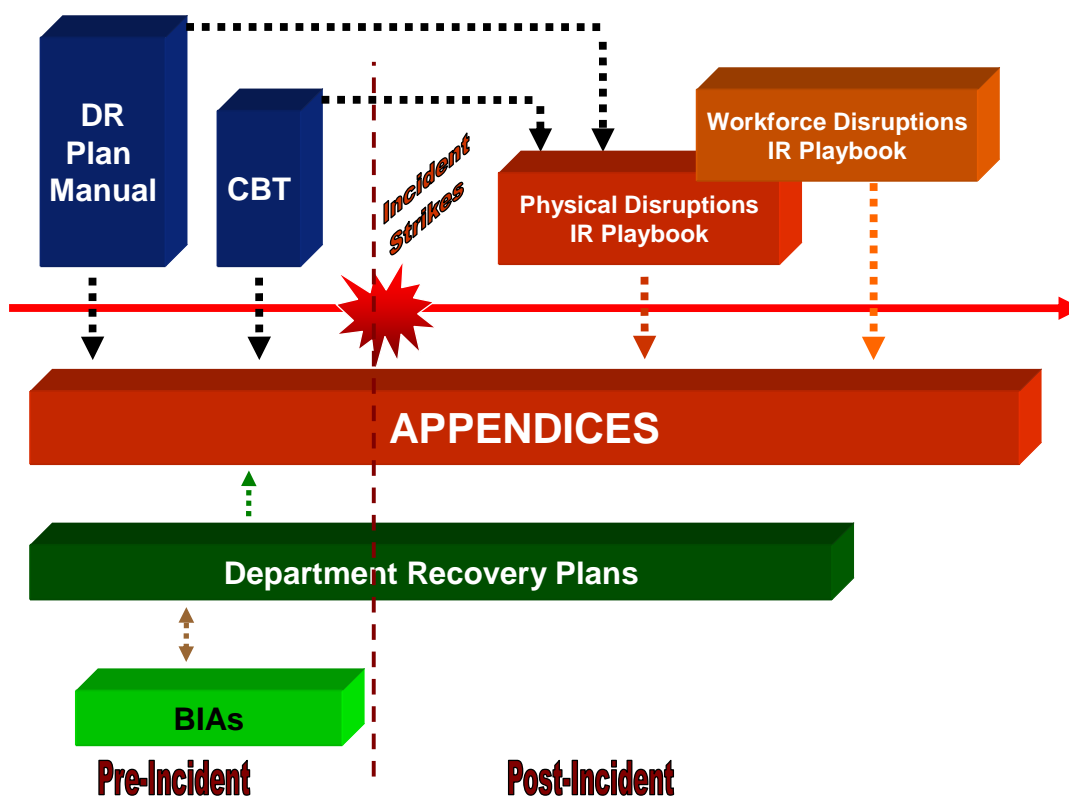 DR
Plan
Manual
CBT
Incident
Strikes
Workforce Disruptions
IR Playbook
Physical Disruptions
IR Playbook
APPENDICES
Department Recovery Plans
BIAs
Pre-Incident
Post-Incident